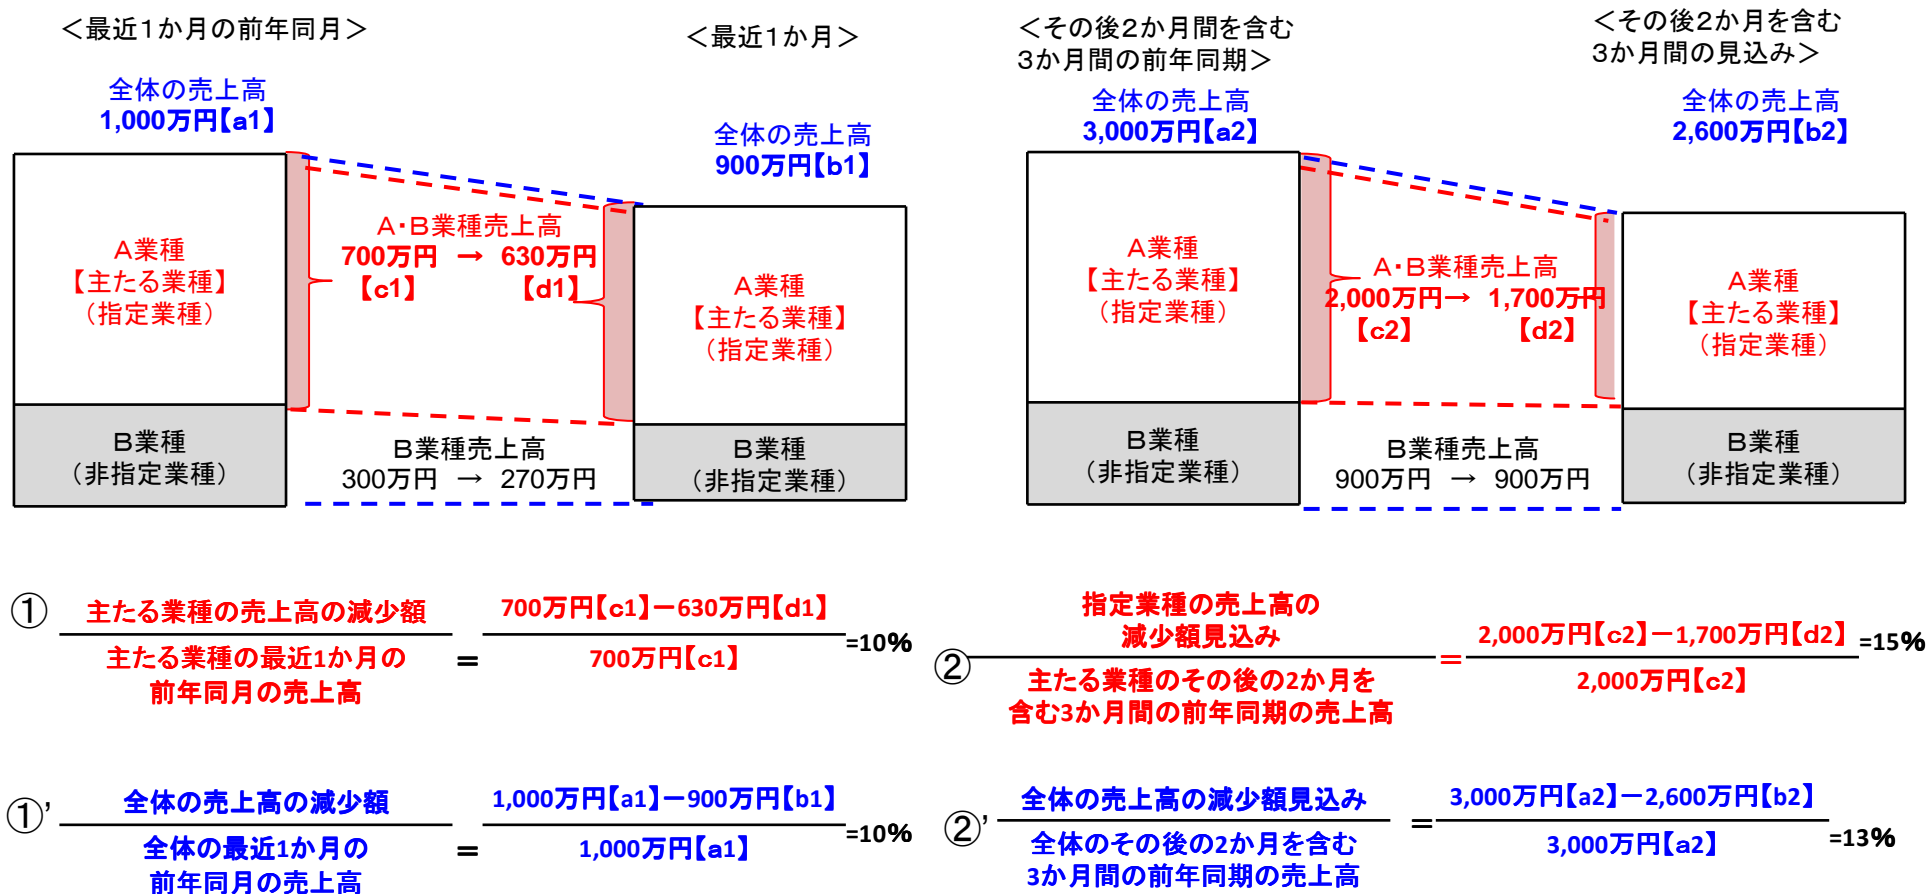 ＜最近１か月の前年同月＞
＜最近１か月＞
全体の売上高
1,000万円【a1】
全体の売上高
900万円【b1】
A業種
【主たる業種】
（指定業種）
A・B業種売上高
700万円 → 630万円
【c1】 【d1】
A業種
【主たる業種】
（指定業種）
B業種
（非指定業種）
B業種売上高
300万円 → 270万円
B業種
（非指定業種）
＜その後２か月間を含む
３か月間の前年同期＞
＜その後２か月を含む
３か月間の見込み＞
全体の売上高
3,000万円【a2】
全体の売上高
2,600万円【b2】
A業種
【主たる業種】
（指定業種）
A・B業種売上高
2,000万円→ 1,700万円
【c2】 【d2】
A業種
【主たる業種】
（指定業種）
B業種
（非指定業種）
B業種売上高
900万円 → 900万円
B業種
（非指定業種）
①
主たる業種の売上高の減少額
主たる業種の最近1か月の
前年同月の売上高
＝
700万円【c1】－630万円【d1】
700万円【c1】
=10%
②
指定業種の売上高の
減少額見込み
主たる業種のその後の2か月を
含む3か月間の前年同期の売上高
＝
2,000万円【c2】－1,700万円【d2】
2,000万円【c2】
=15%
①’
全体の売上高の減少額
全体の最近1か月の
前年同月の売上高
＝
1,000万円【a1】－900万円【b1】
1,000万円【a1】
=10%
②’
全体の売上高の減少額見込み
全体のその後の2か月を含む
3か月間の前年同期の売上高
＝
3,000万円【a2】－2,600万円【b2】
3,000万円【a2】
=13%